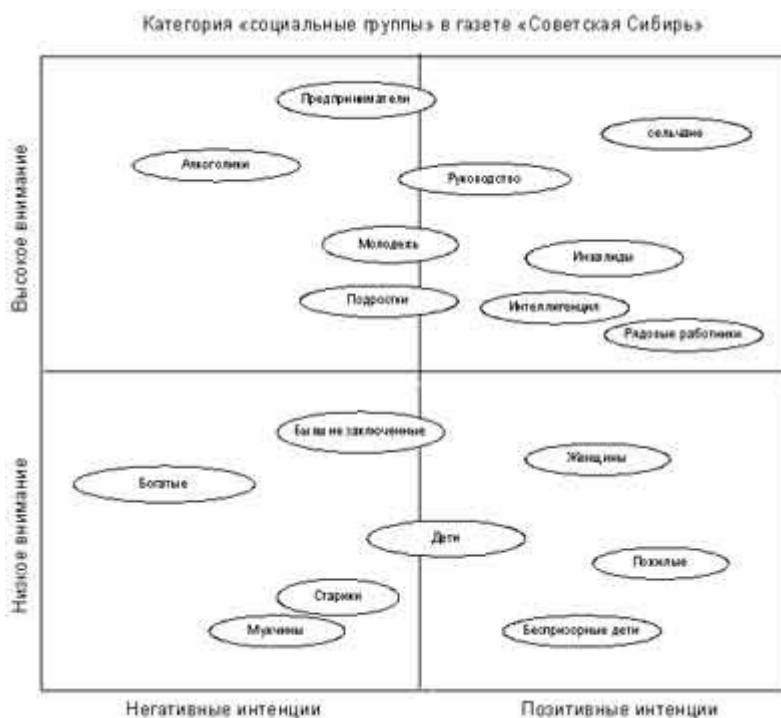 Категория «социальные группы» в газете «Советская Сибирь»
Предприниматели
сельчане
Алкоголики
Руководство
Молодежь
Инвалиды
Подростки
Интеллигенция
Рядовые работники
Высокое внимание
Бывшие заключенные
Женщины
Богатые
Дети
Пожилые
Старики
Мужчины
Беспризорные дети
Низкое внимание
Негативные интенции
Позитивные интенции